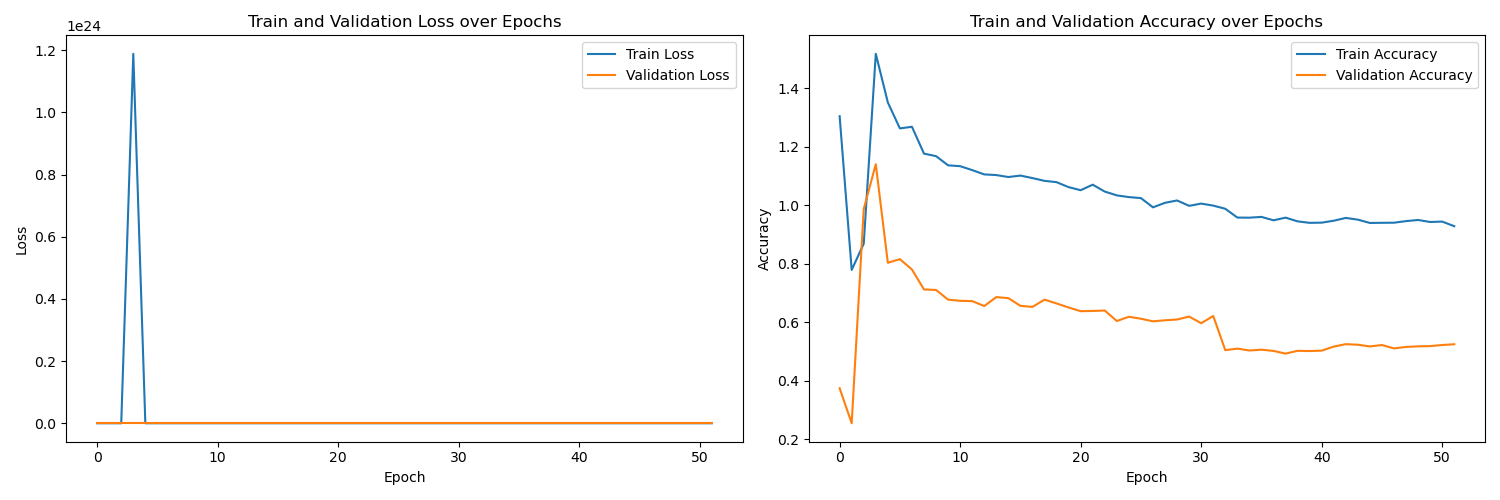 Train and Validation Loss over Epochs
1e24
1.2
1.0
0.8
0.6
0.4
0.2
0.0
Loss
0
10
20
30
40
50
Epoch
Train Loss
Validation Loss
Train and Validation Accuracy over Epochs
1.4
1.2
1.0
0.8
0.6
0.4
0.2
Accuracy
0
10
20
30
40
50
Epoch
Train Accuracy
Validation Accuracy